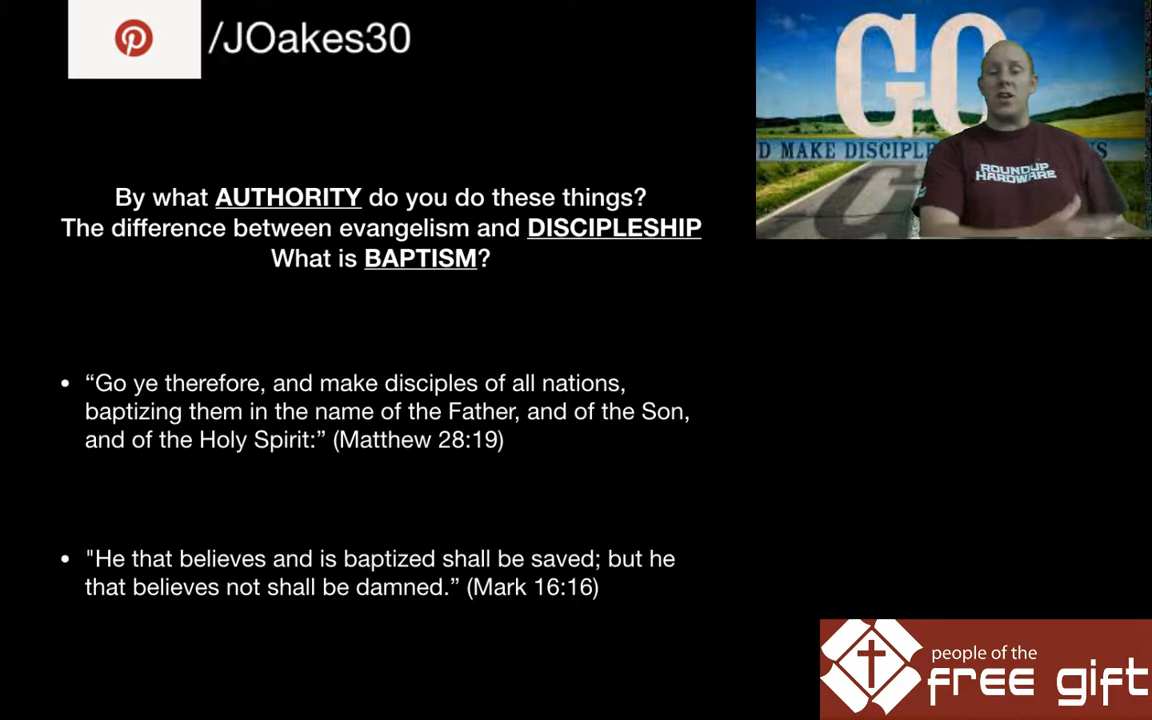 /JOakes30
GO
D MAKE DISCIPLE
ROUNDUP
HARDWARE
By what AUTHORITY do you do these things?
The difference between evangelism and DISCIPLESHIP
What is BAPTISM?
• “Go ye therefore, and make disciples of all nations,
baptizing them in the name of the Father, and of the Son,
and of the Holy Spirit:” (Matthew 28:19)
• "He that believes and is baptized shall be saved; but he
that believes not shall be damned.” (Mark 16:16)
people of the
free gift